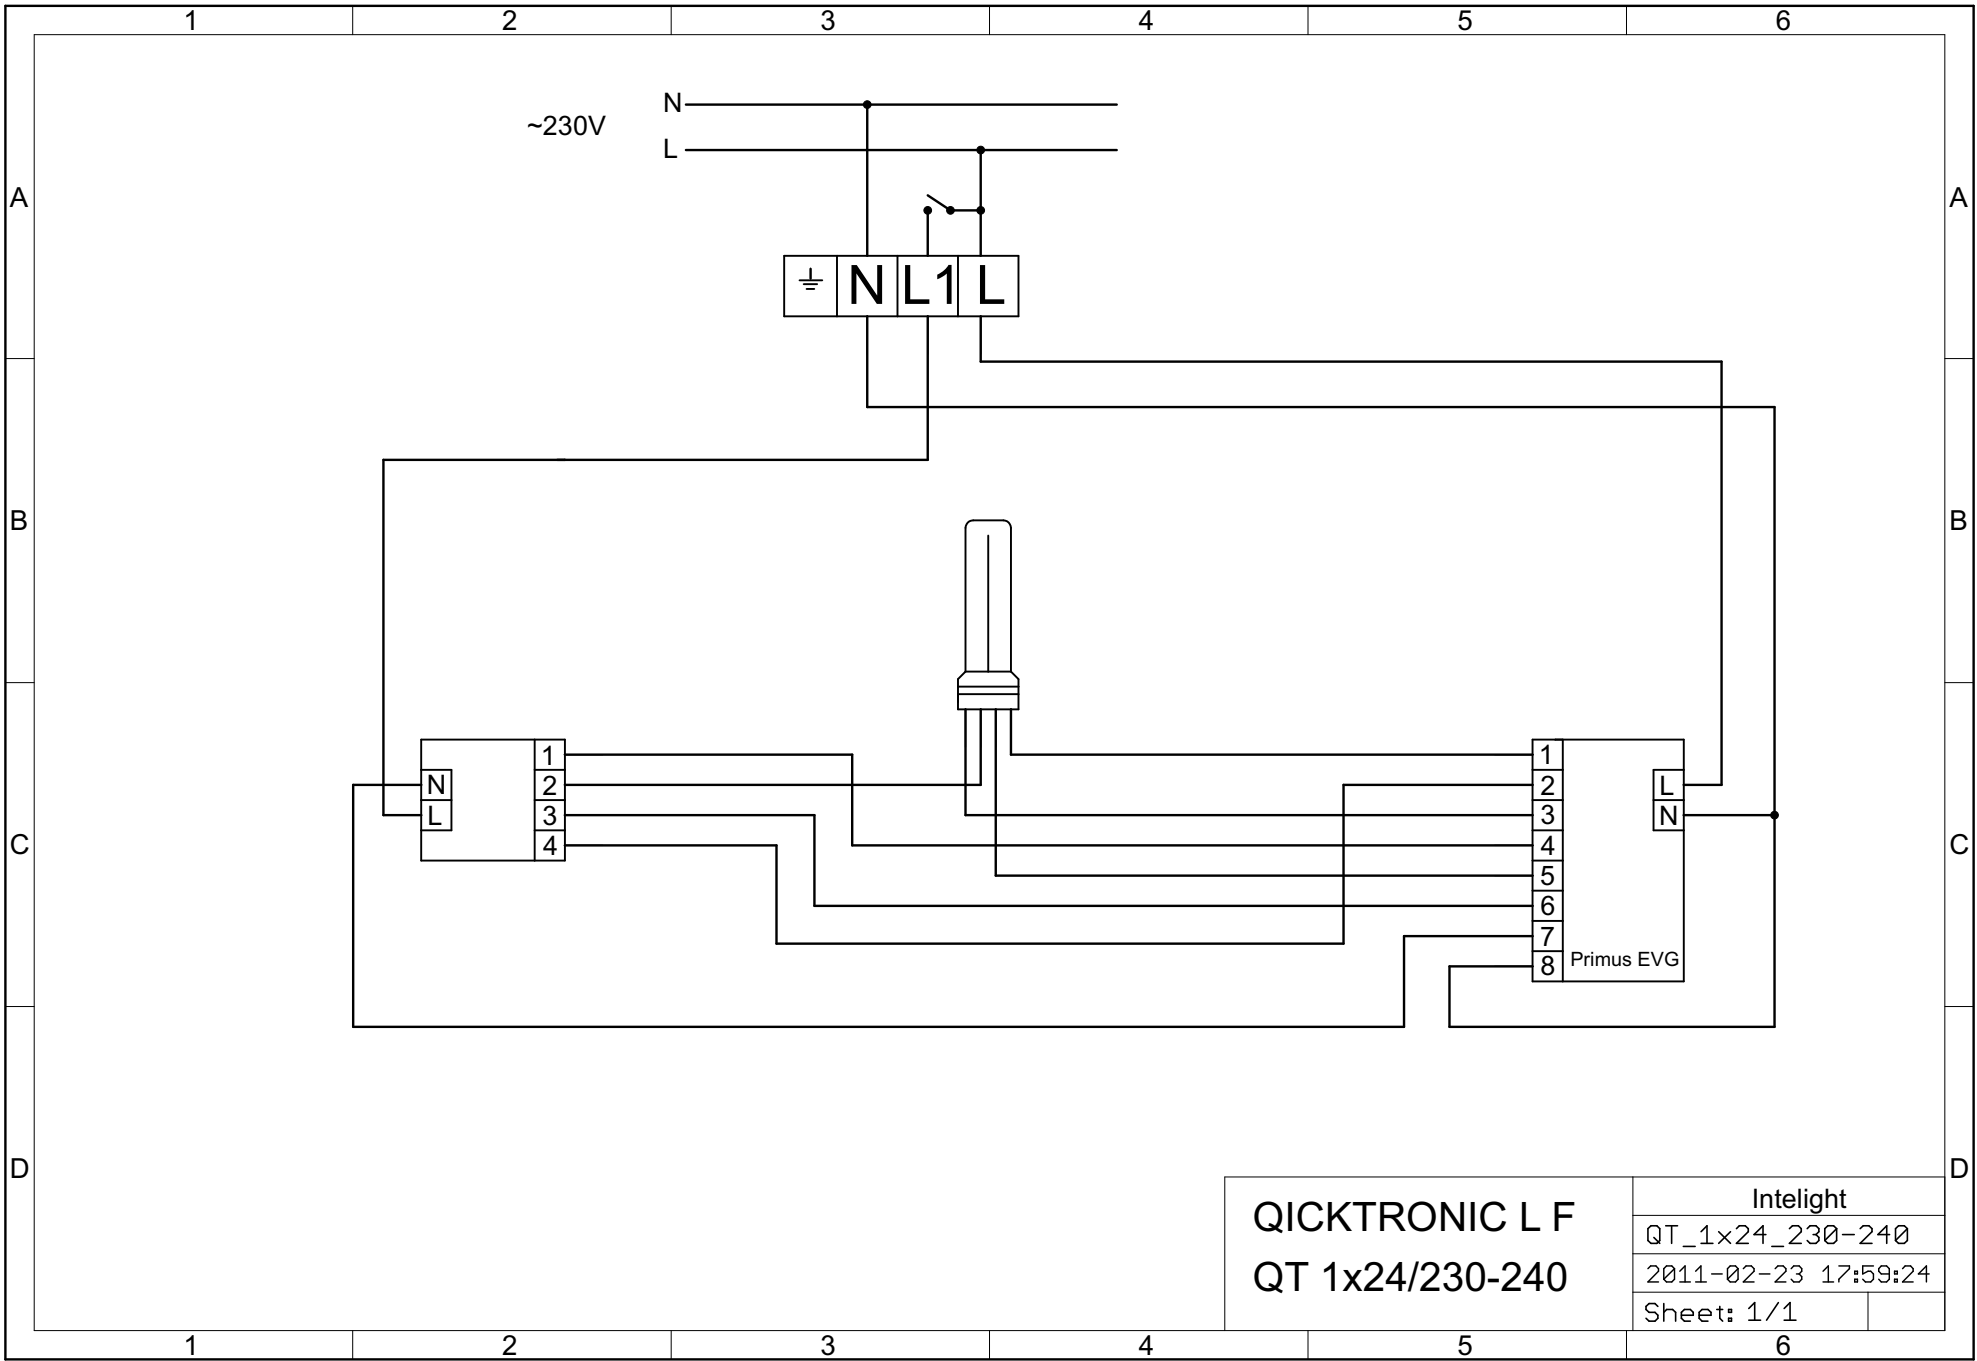 1 2 3 4 5 6
N
~230V
L
A A
⏚ N L1 L
B B
1 1
N 2 2 L
L 3 3 N
4 4
C C
5
6
7
8 Primus EVG
D D
QICKTRONIC L F
QT 1x24/230-240
Intelight
QT_1x24_230-240
2011-02-23 17:59:24
Sheet: 1/1
1 2 3 4 5 6